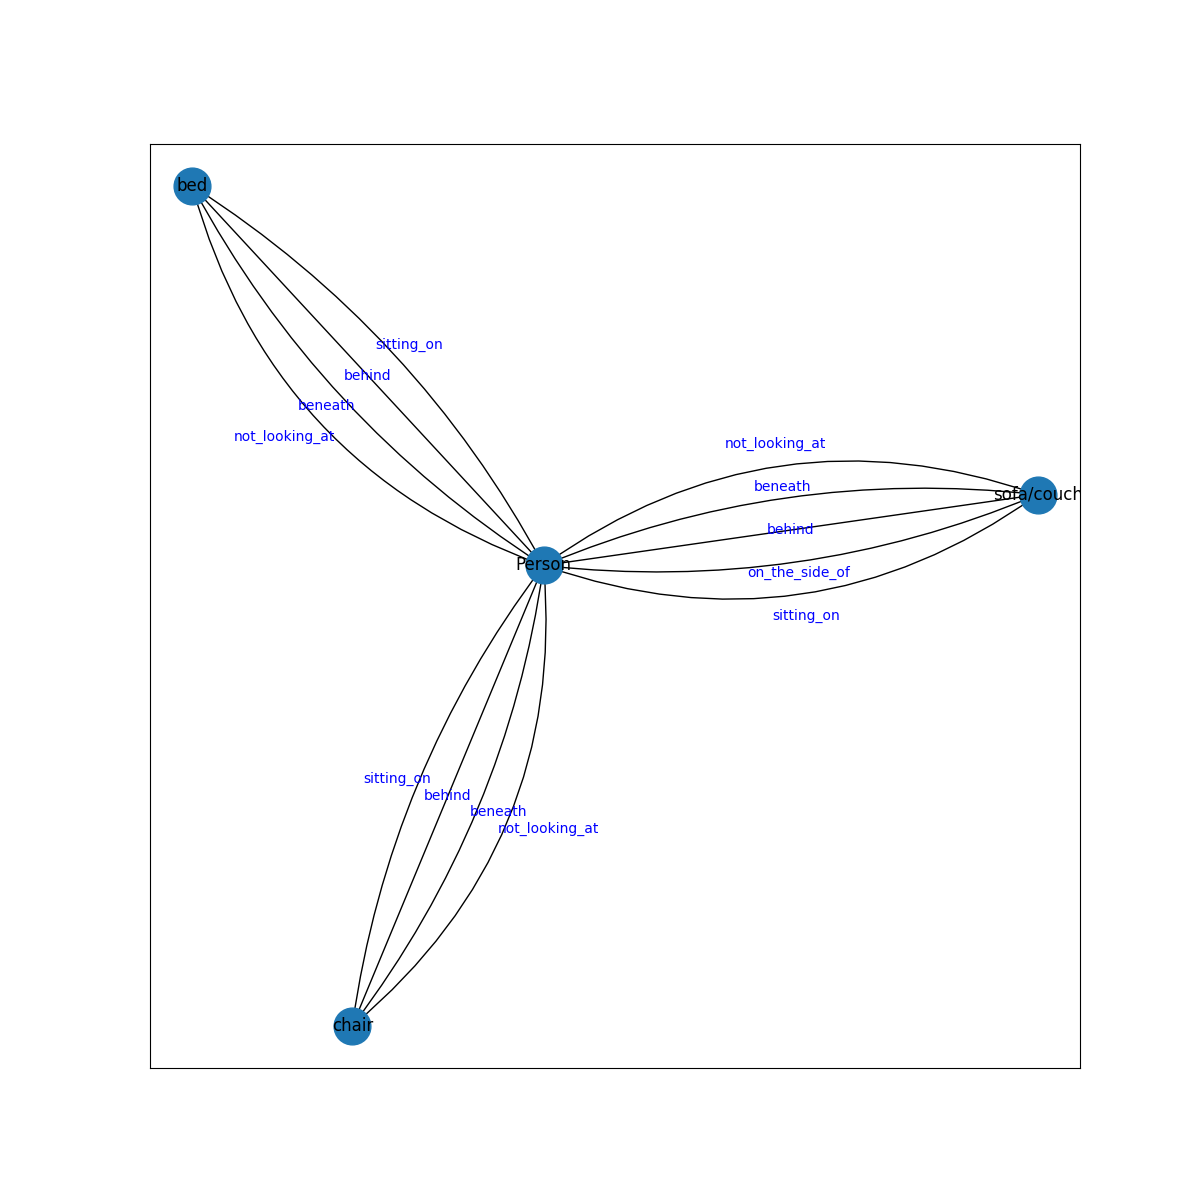 bed
sitting_on
behind
beneath
not_looking_at
not_looking_at
beneath
sofa/couch
behind
Person
on_the_side_of
sitting_on
sitting_on
behind
beneath
not_looking_at
chair